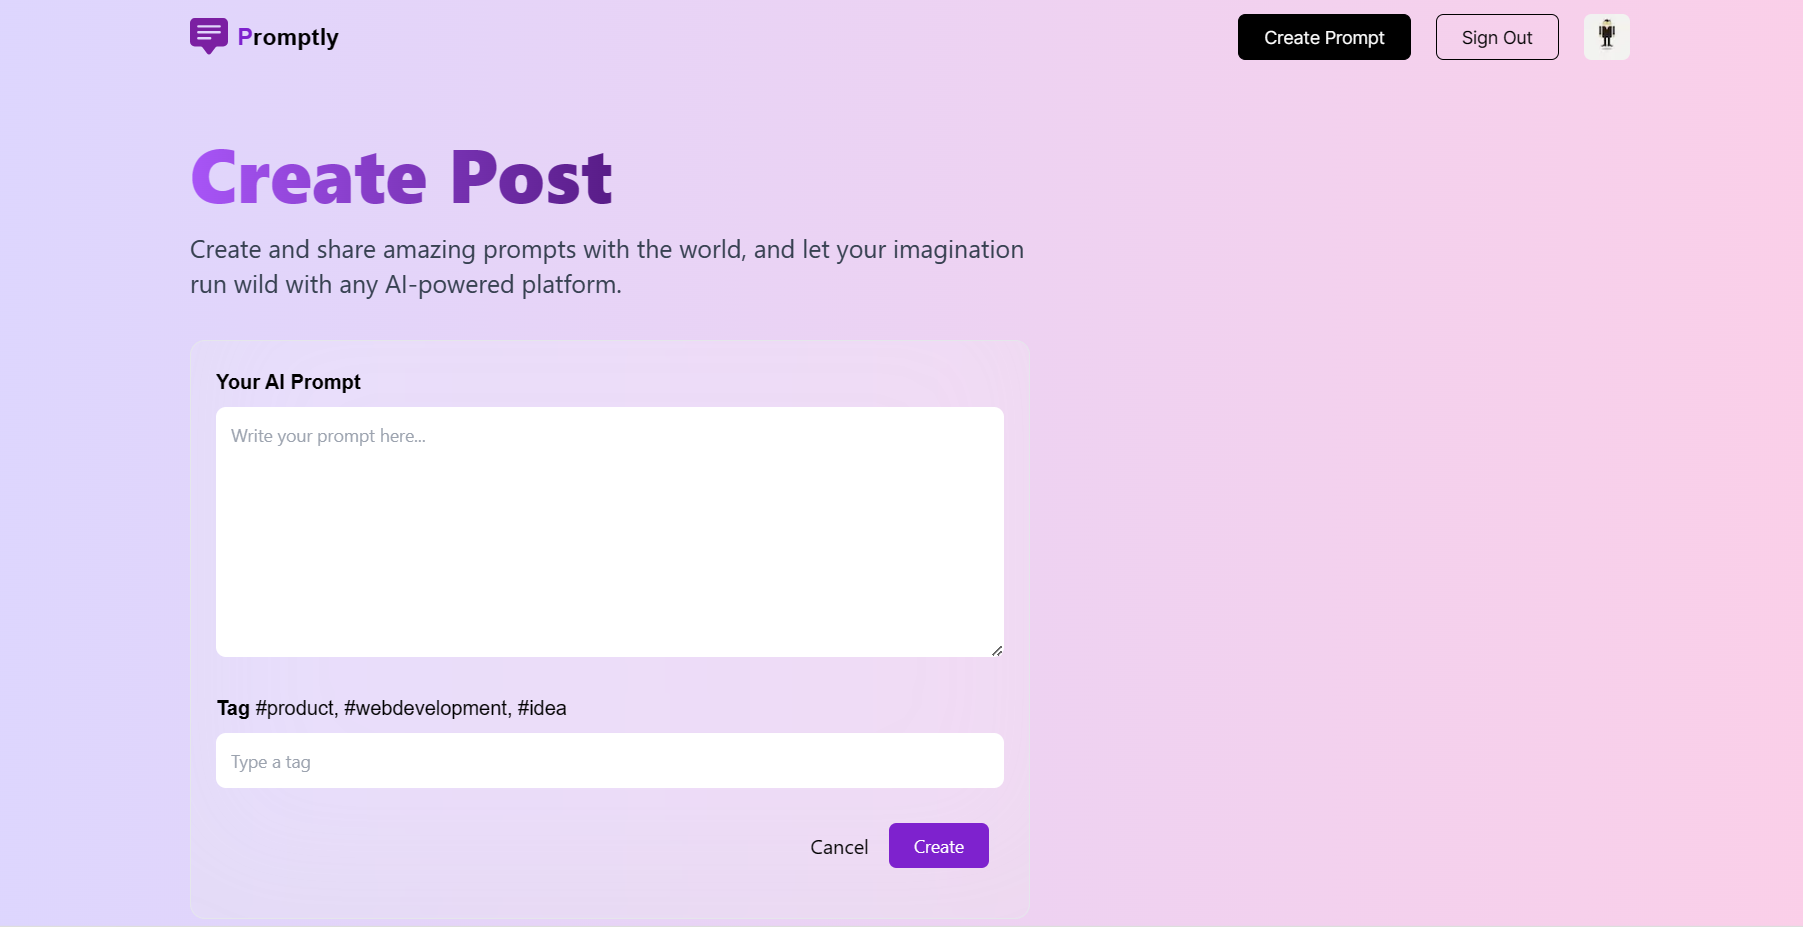 Promptly
Create Prompt
Sign Out
Create Post
Create and share amazing prompts with the world, and let your imagination
run wild with any AI-powered platform.
Your AI Prompt
Write your prompt here...
Tag #product, #webdevelopment, #idea
Type a tag
Cancel
Create